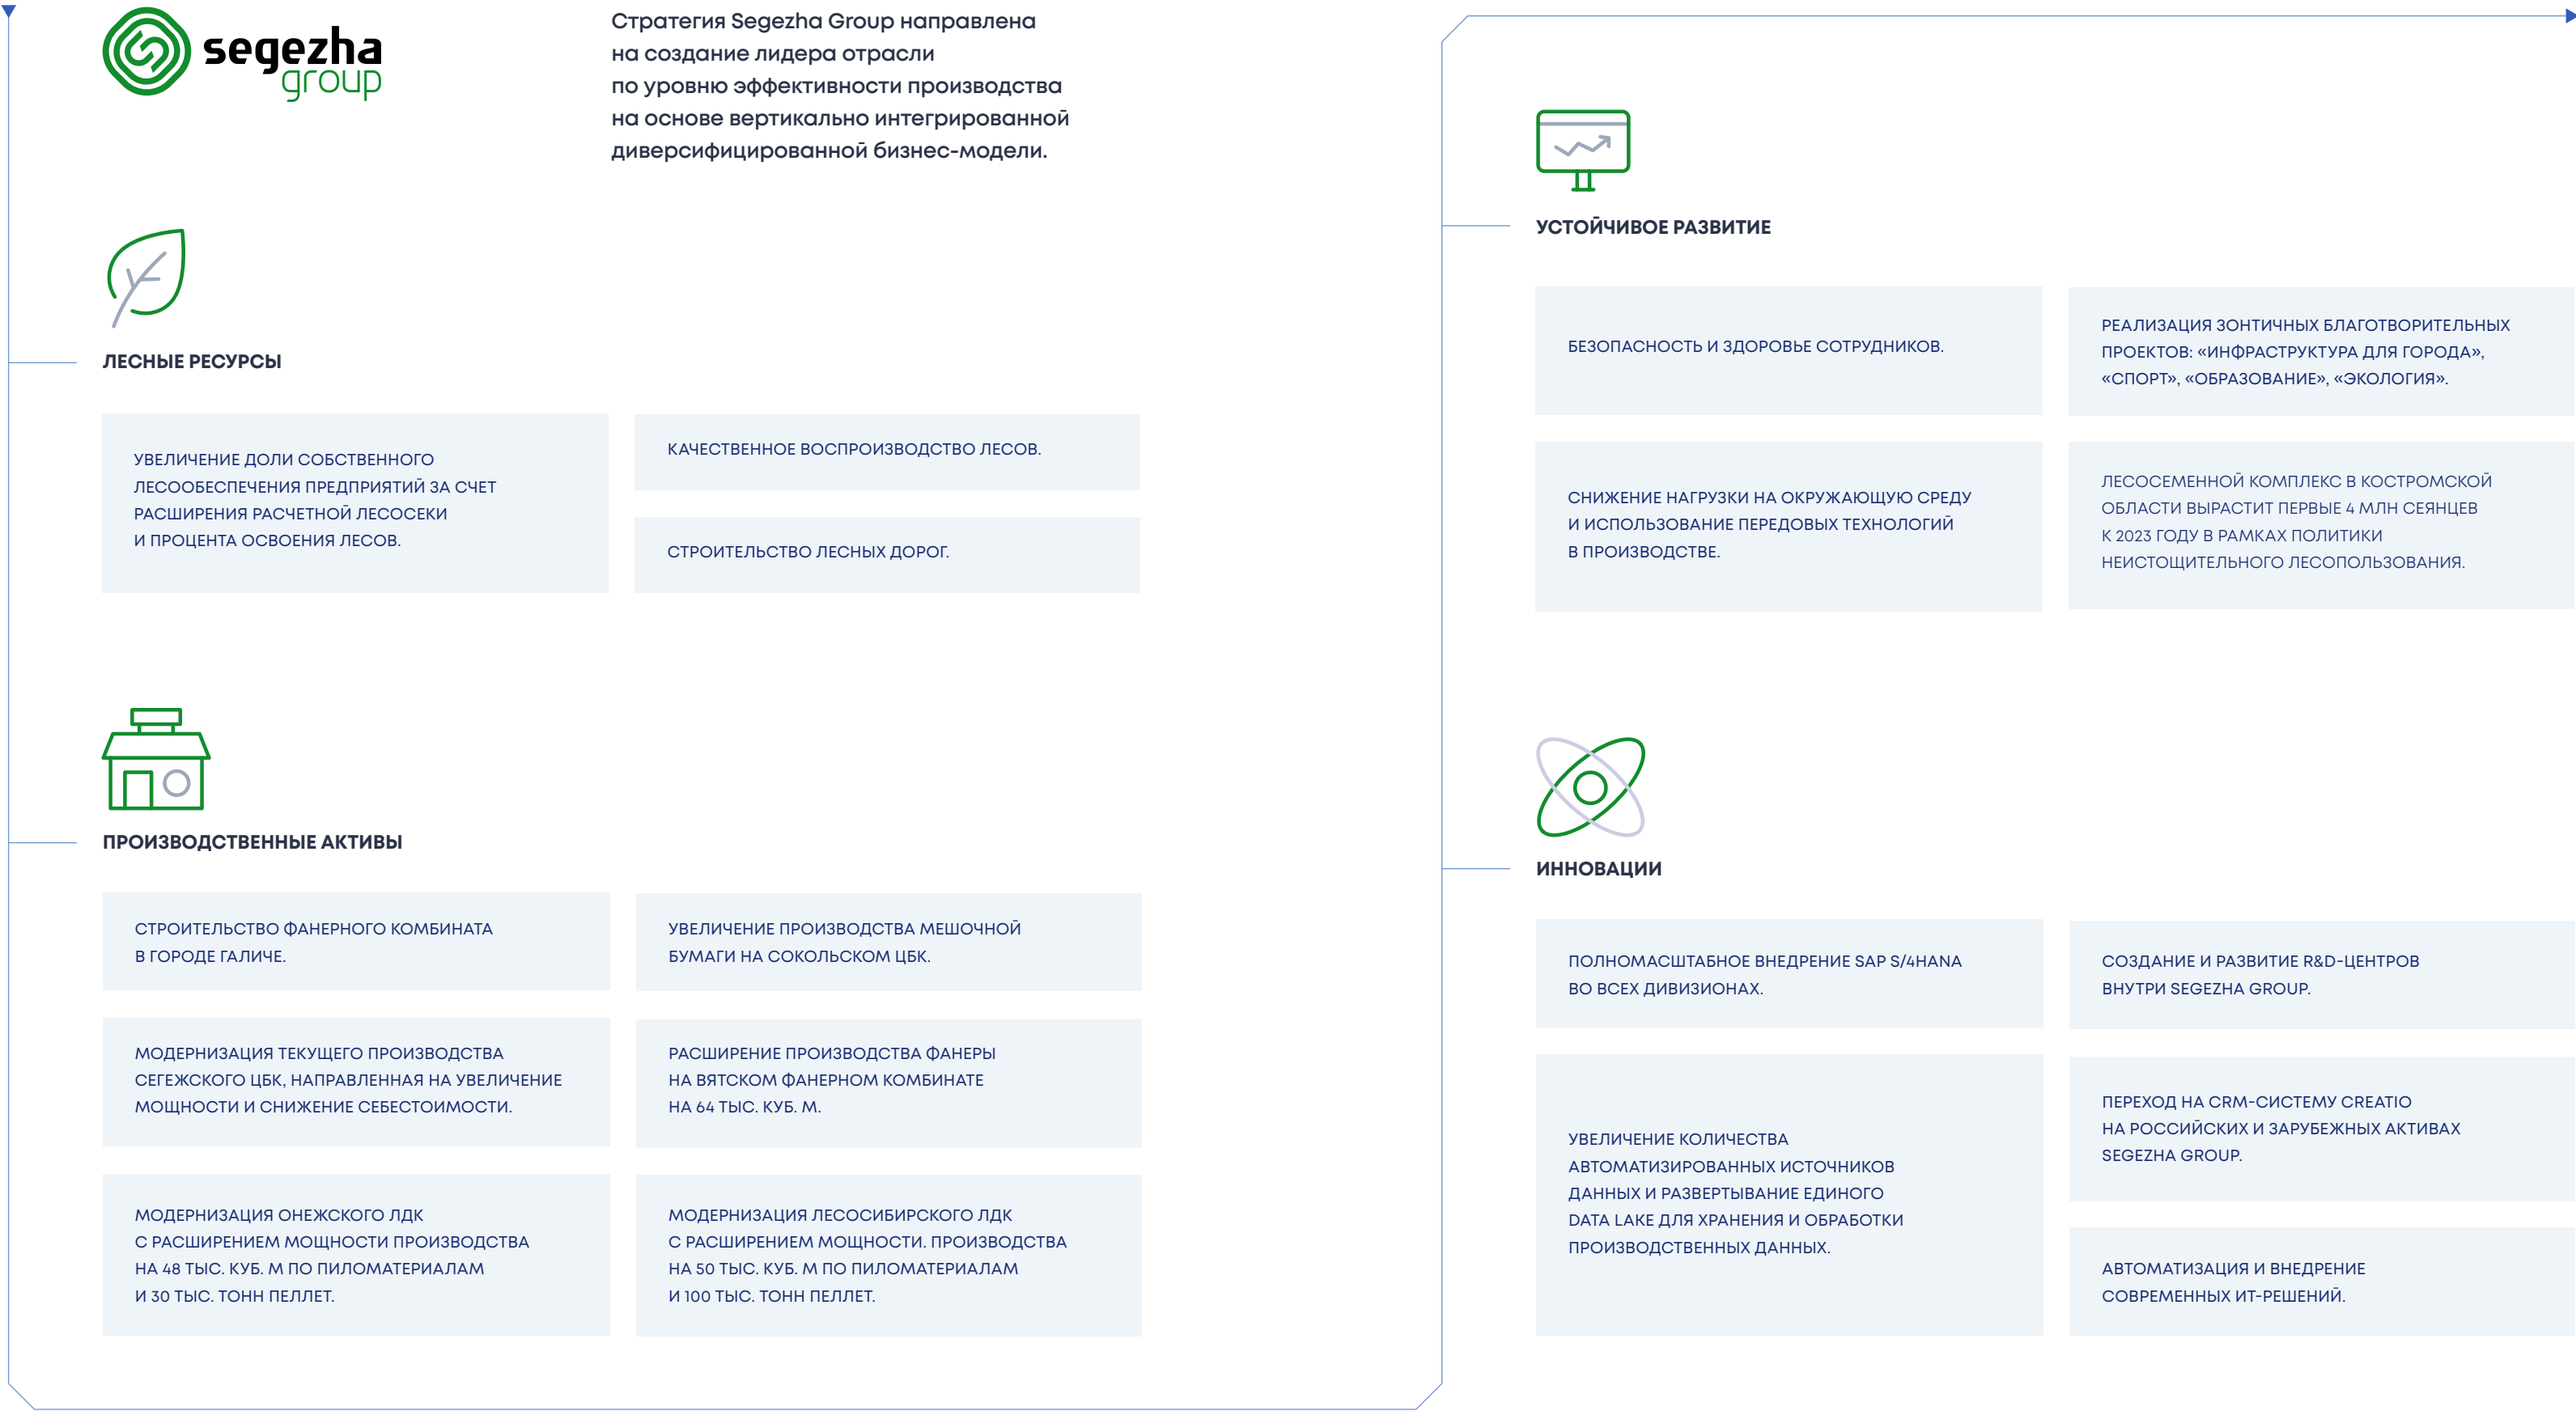 segezha
group
Стратегия Segezha Group направлена
на создание лидера отрасли
по уровню эффективности производства
на основе вертикально интегрированной
диверсифицированной бизнес-модели.
ЛЕСНЫЕ РЕСУРСЫ
УВЕЛИЧЕНИЕ ДОЛИ СОБСТВЕННОГО
ЛЕСООБЕСПЕЧЕНИЯ ПРЕДПРИЯТИЙ ЗА СЧЕТ
РАСШИРЕНИЯ РАСЧЕТНОЙ ЛЕСОСЕКИ
И ПРОЦЕНТА ОСВОЕНИЯ ЛЕСОВ.
КАЧЕСТВЕННОЕ ВОСПРОИЗВОДСТВО ЛЕСОВ.
СТРОИТЕЛЬСТВО ЛЕСНЫХ ДОРОГ.
ПРОИЗВОДСТВЕННЫЕ АКТИВЫ
СТРОИТЕЛЬСТВО ФАНЕРНОГО КОМБИНАТА
В ГОРОДЕ ГАЛИЧЕ.
УВЕЛИЧЕНИЕ ПРОИЗВОДСТВА МЕШОЧНОЙ
БУМАГИ НА СОКОЛЬСКОМ ЦБК.
МОДЕРНИЗАЦИЯ ТЕКУЩЕГО ПРОИЗВОДСТВА
СЕГЕЖСКОГО ЦБК, НАПРАВЛЕННАЯ НА УВЕЛИЧЕНИЕ
МОЩНОСТИ И СНИЖЕНИЕ СЕБЕСТОИМОСТИ.
РАСШИРЕНИЕ ПРОИЗВОДСТВА ФАНЕРЫ
НА ВЯТСКОМ ФАНЕРНОМ КОМБИНАТЕ
НА 64 ТЫС. КУБ. М.
МОДЕРНИЗАЦИЯ ОНЕЖСКОГО ЛДК
С РАСШИРЕНИЕМ МОЩНОСТИ ПРОИЗВОДСТВА
НА 48 ТЫС. КУБ. М ПО ПИЛОМАТЕРИАЛАМ
И 30 ТЫС. ТОНН ПЕЛЛЕТ.
МОДЕРНИЗАЦИЯ ЛЕСОСИБИРСКОГО ЛДК
С РАСШИРЕНИЕМ МОЩНОСТИ. ПРОИЗВОДСТВА
НА 50 ТЫС. КУБ. М ПО ПИЛОМАТЕРИАЛАМ
И 100 ТЫС. ТОНН ПЕЛЛЕТ.
УСТОЙЧИВОЕ РАЗВИТИЕ
БЕЗОПАСНОСТЬ И ЗДОРОВЬЕ СОТРУДНИКОВ.
РЕАЛИЗАЦИЯ ЗОНТИЧНЫХ БЛАГОТВОРИТЕЛЬНЫХ
ПРОЕКТОВ: «ИНФРАСТРУКТУРА ДЛЯ ГОРОДА»,
«СПОРТ», «ОБРАЗОВАНИЕ», «ЭКОЛОГИЯ».
СНИЖЕНИЕ НАГРУЗКИ НА ОКРУЖАЮЩУЮ СРЕДУ
И ИСПОЛЬЗОВАНИЕ ПЕРЕДОВЫХ ТЕХНОЛОГИЙ
В ПРОИЗВОДСТВЕ.
ЛЕСОСЕМЕННОЙ КОМПЛЕКС В КОСТРОМСКОЙ
ОБЛАСТИ ВЫРАСТИТ ПЕРВЫЕ 4 МЛН СЕЯНЦЕВ
К 2023 ГОДУ В РАМКАХ ПОЛИТИКИ
НЕИСТОЩИТЕЛЬНОГО ЛЕСОПОЛЬЗОВАНИЯ.
ИННОВАЦИИ
ПОЛНОМАСШТАБНОЕ ВНЕДРЕНИЕ SAP S/4HANA
ВО ВСЕХ ДИВИЗИОНАХ.
СОЗДАНИЕ И РАЗВИТИЕ R&D-ЦЕНТРОВ
ВНУТРИ SEGEZHA GROUP.
УВЕЛИЧЕНИЕ КОЛИЧЕСТВА
АВТОМАТИЗИРОВАННЫХ ИСТОЧНИКОВ
ДАННЫХ И РАЗВЕРТЫВАНИЕ ЕДИНОГО
DATA LAKE ДЛЯ ХРАНЕНИЯ И ОБРАБОТКИ
ПРОИЗВОДСТВЕННЫХ ДАННЫХ.
ПЕРЕХОД НА CRM-СИСТЕМУ CREATIO
НА РОССИЙСКИХ И ЗАРУБЕЖНЫХ АКТИВАХ
SEGEZHA GROUP.
АВТОМАТИЗАЦИЯ И ВНЕДРЕНИЕ
СОВРЕМЕННЫХ ИТ-РЕШЕНИЙ.